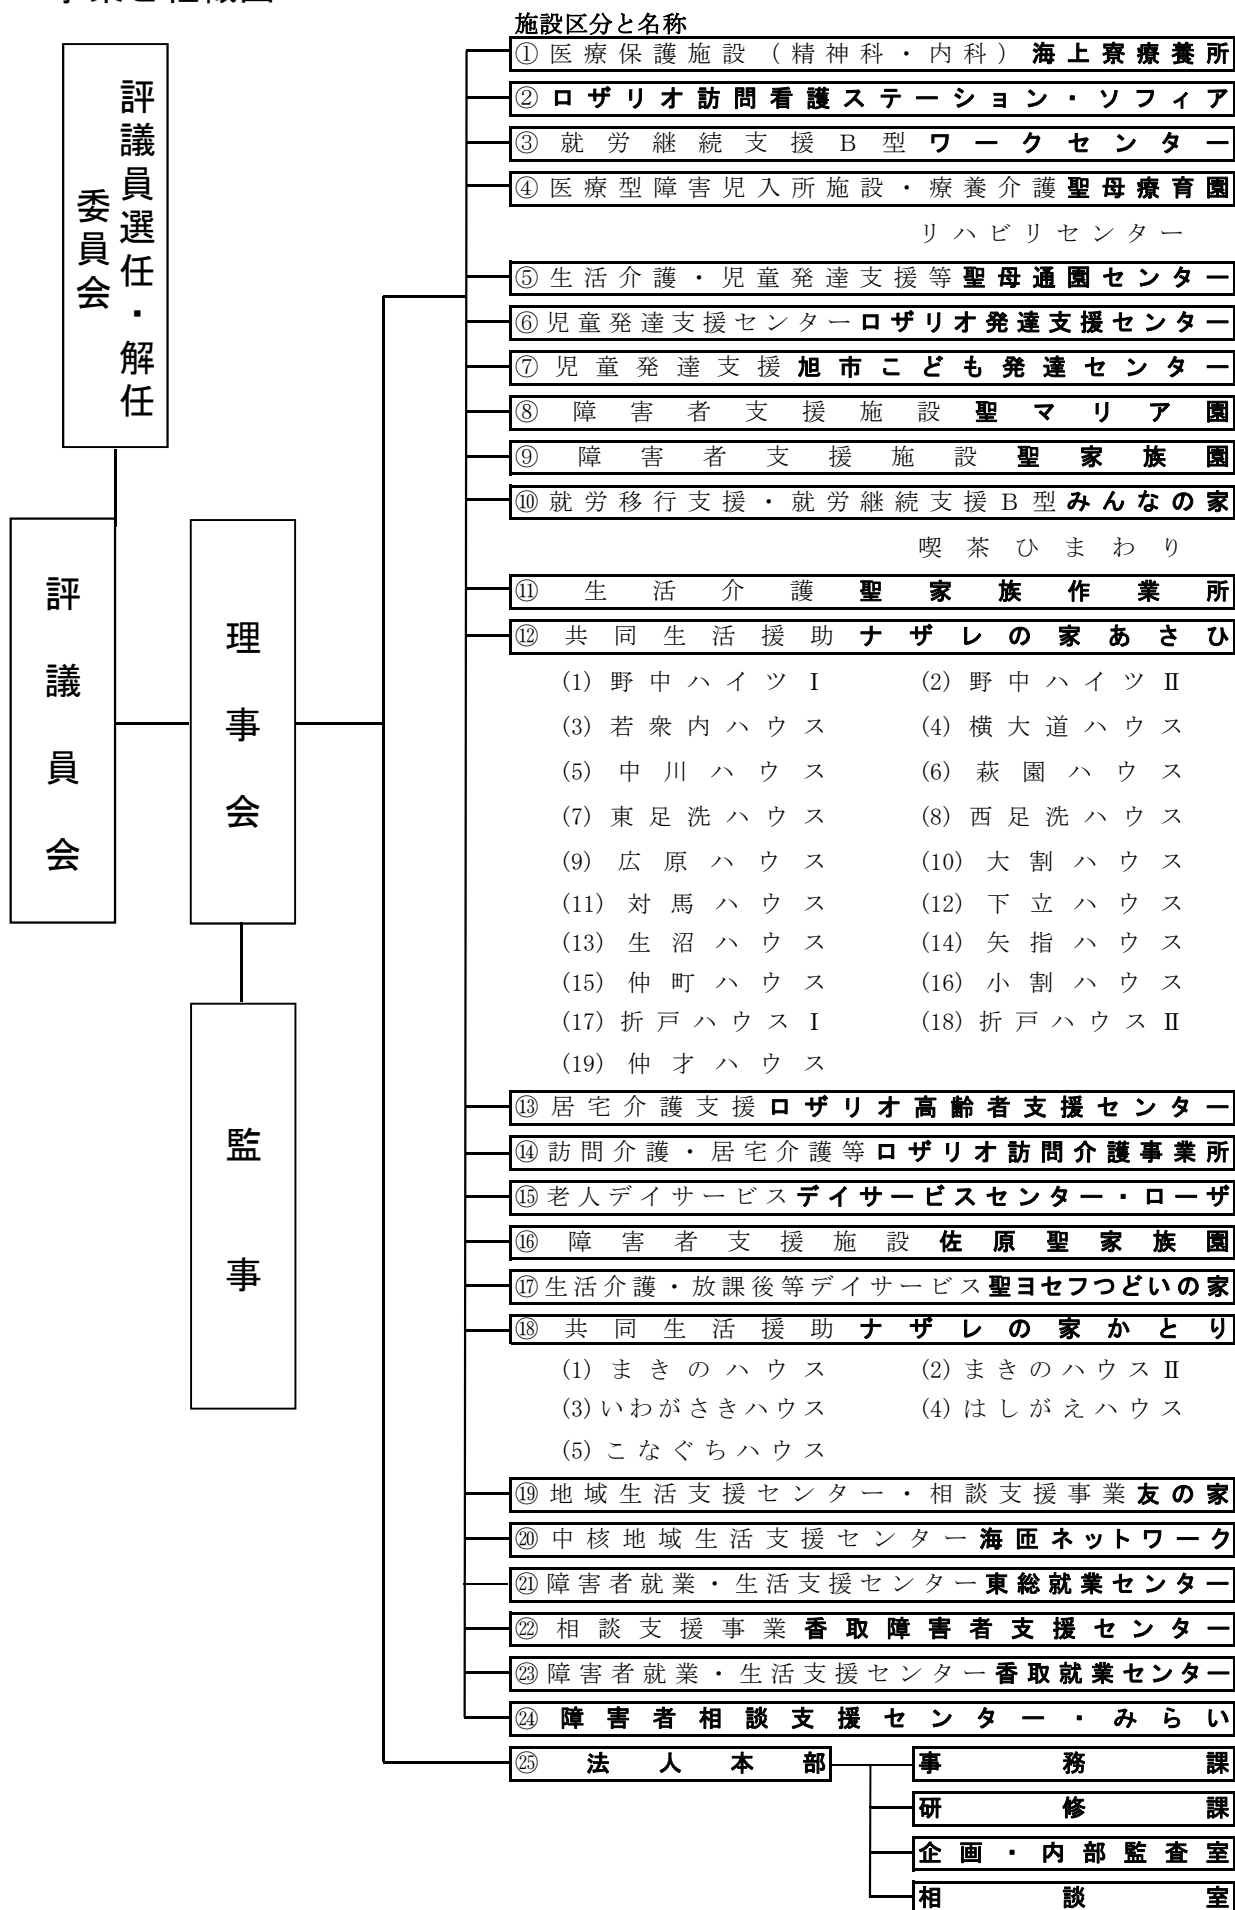 施設区分と名称
①医療保護施設（精神科・内科）海上寮療養所
②ロザリオ訪問看護ステーション・ソフィア
③就労継続支援B型ワークセンター
④医療型障害児入所施設・療養介護聖母療育園
リハビリセンター
⑤生活介護・児童発達支援等聖母通園センター
⑥児童発達支援センターロザリオ発達支援センター
⑦児童発達支援旭市こども発達センター
⑧障害者支援施設聖マリア園
⑨障害者支援施設聖家族園
⑩就労移行支援・就労継続支援B型みんなの家
喫茶ひまわり
⑪生活介護聖家族作業所
⑫共同生活援助ナザレの家あさひ
(1) 野中ハイツⅠ (2) 野中ハイツⅡ
(3) 若衆内ハウス (4) 横大道ハウス
(5) 中川ハウス (6) 萩園ハウス
(7) 東足洗ハウス (8) 西足洗ハウス
(9) 広原ハウス (10) 大割ハウス
(11) 対馬ハウス (12) 下立ハウス
(13) 生沼ハウス (14) 矢指ハウス
(15) 仲町ハウス (16) 小割ハウス
(17) 折戸ハウスⅠ (18) 折戸ハウスⅡ
(19) 仲才ハウス
⑬居宅介護支援ロザリオ高齢者支援センター
⑭訪問介護・居宅介護等ロザリオ訪問介護事業所
⑮老人デイサービスデイサービスセンター・ローザ
⑯障害者支援施設佐原聖家族園
⑰生活介護・放課後等デイサービス聖ヨセフつどいの家
⑱共同生活援助ナザレの家かとり
(1) まきのハウス (2) まきのハウスⅡ
(3) いわがさきハウス (4) はしがえハウス
(5) こなぐちハウス
⑲地域生活支援センター・相談支援事業友の家
⑳中核地域生活支援センター海匝ネットワーク
㉑障害者就業・生活支援センター東総就業センター
㉒相談支援事業香取障害者支援センター
㉓障害者就業・生活支援センター香取就業センター
㉔障害者相談支援センター・みらい
㉕法人本部
事務課
研修課
企画・内部監査室
相談室
評議員選任・解任
委員会
評議員会
理事会
監事